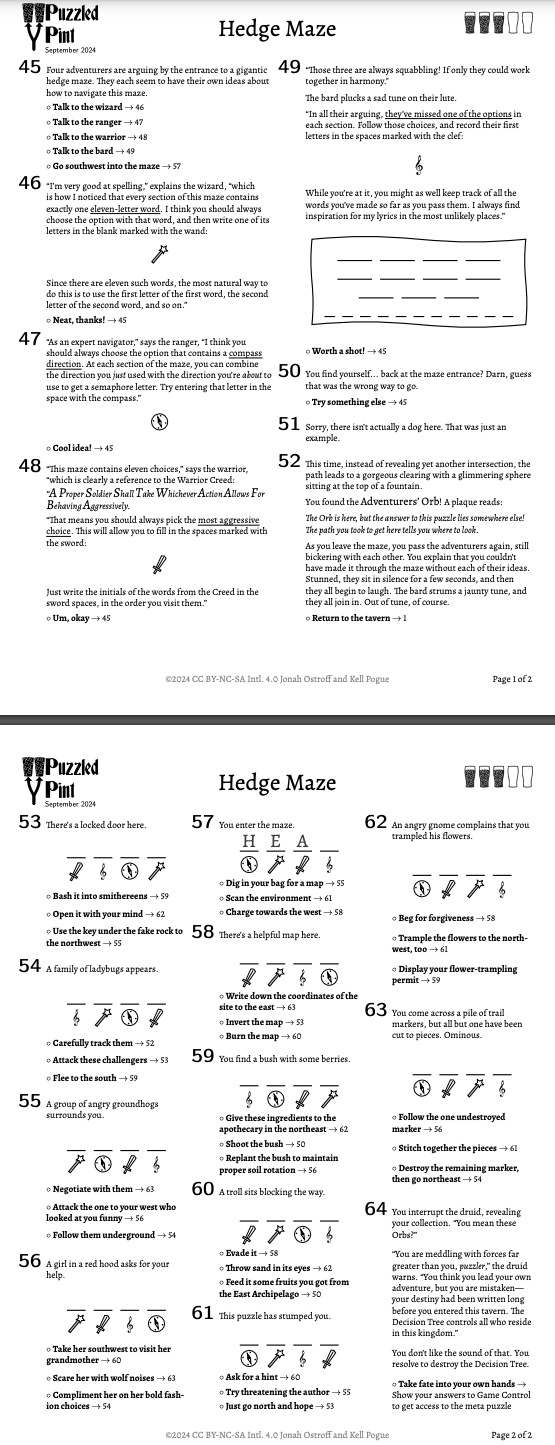 Puzzled
Pint
September 2024
Hedge Maze
45 Four adventurers are arguing by the entrance to a gigantic
hedge maze. They each seem to have their own ideas about
how to navigate this maze.
○ Talk to the wizard → 46
○ Talk to the ranger → 47
○ Talk to the warrior → 48
○ Talk to the bard → 49
○ Go southwest into the maze → 57
46 “I'm very good at spelling,” explains the wizard, “which
is how I noticed that every section of this maze contains
exactly one eleven-letter word. I think you should always
choose the option with that word, and then write one of its
letters in the blank marked with the wand:
Since there are eleven such words, the most natural way to
do this is to use the first letter of the first word, the second
letter of the second word, and so on.”
○ Neat, thanks! → 45
47 “As an expert navigator,” says the ranger, “I think you
should always choose the option that contains a compass
direction. At each section of the maze, you can combine
the direction you just used with the direction you're about to
use to get a semaphore letter. Try entering that letter in the
space with the compass.”
○ Cool idea! → 45
48 “This maze contains eleven choices,” says the warrior,
“which is clearly a reference to the Warrior Creed:
“A Proper Soldier Shall Take Whichever Action Allows For
Behaving Aggressively.
“That means you should always pick the most aggressive
choice. This will allow you to fill in the spaces marked with
the sword:
Just write the initials of the words from the Creed in the
sword spaces, in the order you visit them.”
○ Um, okay → 45
49 “Those three are always squabbling! If only they could work
together in harmony.”
The bard plucks a sad tune on their lute.
“In all their arguing, they've missed one of the options in
each section. Follow those choices, and record their first
letters in the spaces marked with the clef:
While you're at it, you might as well keep track of all the
words you've made so far as you pass them. I always find
inspiration for my lyrics in the most unlikely places.”
○ Worth a shot! → 45
50 You find yourself... back at the maze entrance? Darn, guess
that was the wrong way to go.
○ Try something else → 45
51 Sorry, there isn't actually a dog here. That was just an
example.
52 This time, instead of revealing yet another intersection, the
path leads to a gorgeous clearing with a glimmering sphere
sitting at the top of a fountain.
You found the Adventurers' Orb! A plaque reads:
The Orb is here, but the answer to this puzzle lies somewhere else!
The path you took to get here tells you where to look.
As you leave the maze, you pass the adventurers again, still
bickering with each other. You explain that you couldn't
have made it through the maze without each of their ideas.
Stunned, they sit in silence for a few seconds, and then
they all begin to laugh. The bard strums a jaunty tune, and
they all join in. Out of tune, of course.
○ Return to the tavern → 1
©2024 CC BY-NC-SA Intl. 4.0 Jonah Ostroff and Kell Pogue
Page 1 of 2
Puzzled
Pint
September 2024
Hedge Maze
53 There's a locked door here.
○ Bash it into smithereens → 59
○ Open it with your mind → 62
○ Use the key under the fake rock to
the northwest → 55
54 A family of ladybugs appears.
○ Carefully track them → 52
○ Attack these challengers → 53
○ Flee to the south → 59
55 A group of angry groundhogs
surrounds you.
○ Negotiate with them → 63
○ Attack the one to your west who
looked at you funny → 56
○ Follow them underground → 54
56 A girl in a red hood asks for your
help.
○ Take her southwest to visit her
grandmother → 60
○ Scare her with wolf noises → 63
○ Compliment her on her bold fash-
ion choices → 54
57 You enter the maze.
H E A
○ Dig in your bag for a map → 55
○ Scan the environment → 61
○ Charge towards the west → 58
58 There's a helpful map here.
○ Write down the coordinates of the
site to the east → 63
○ Invert the map → 53
○ Burn the map → 60
59 You find a bush with some berries.
○ Give these ingredients to the
apothecary in the northeast → 62
○ Shoot the bush → 50
○ Replant the bush to maintain
proper soil rotation → 56
60 A troll sits blocking the way.
○ Evade it → 58
○ Throw sand in its eyes → 62
○ Feed it some fruits you got from
the East Archipelago → 50
61 This puzzle has stumped you.
○ Ask for a hint → 60
○ Try threatening the author → 55
○ Just go north and hope → 53
62 An angry gnome complains that you
trampled his flowers.
○ Beg for forgiveness → 58
○ Trample the flowers to the north-
west, too → 61
○ Display your flower-trampling
permit → 59
63 You come across a pile of trail
markers, but all but one have been
cut to pieces. Ominous.
○ Follow the one undestroyed
marker → 56
○ Stitch together the pieces → 61
○ Destroy the remaining marker,
then go northeast → 54
64 You interrupt the druid, revealing
your collection. “You mean these
Orbs?”
“You are meddling with forces far
greater than you, puzzler,” the druid
warns. “You think you lead your own
adventure, but you are mistaken—
your destiny had been written long
before you entered this tavern. The
Decision Tree controls all who reside
in this kingdom.”
You don't like the sound of that. You
resolve to destroy the Decision Tree.
○ Take fate into your own hands →
Show your answers to Game Control
to get access to the meta puzzle
©2024 CC BY-NC-SA Intl. 4.0 Jonah Ostroff and Kell Pogue
Page 2 of 2